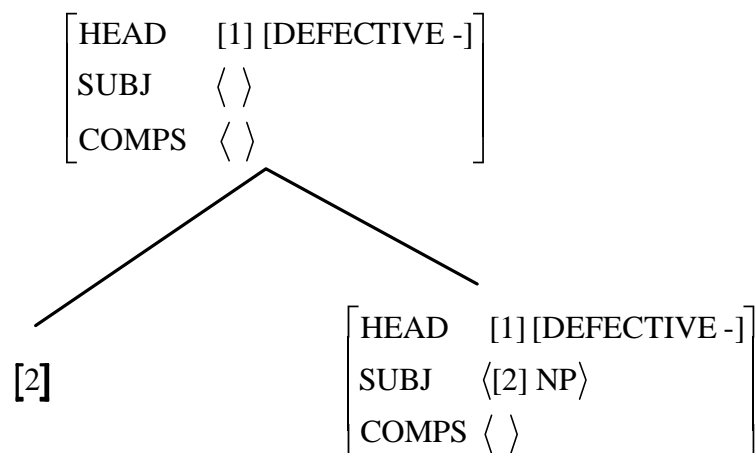 HEAD [1] [DEFECTIVE -]
SUBJ ⟨ ⟩
COMPS ⟨ ⟩
[2]
HEAD [1] [DEFECTIVE -]
SUBJ ⟨[2] NP⟩
COMPS ⟨ ⟩